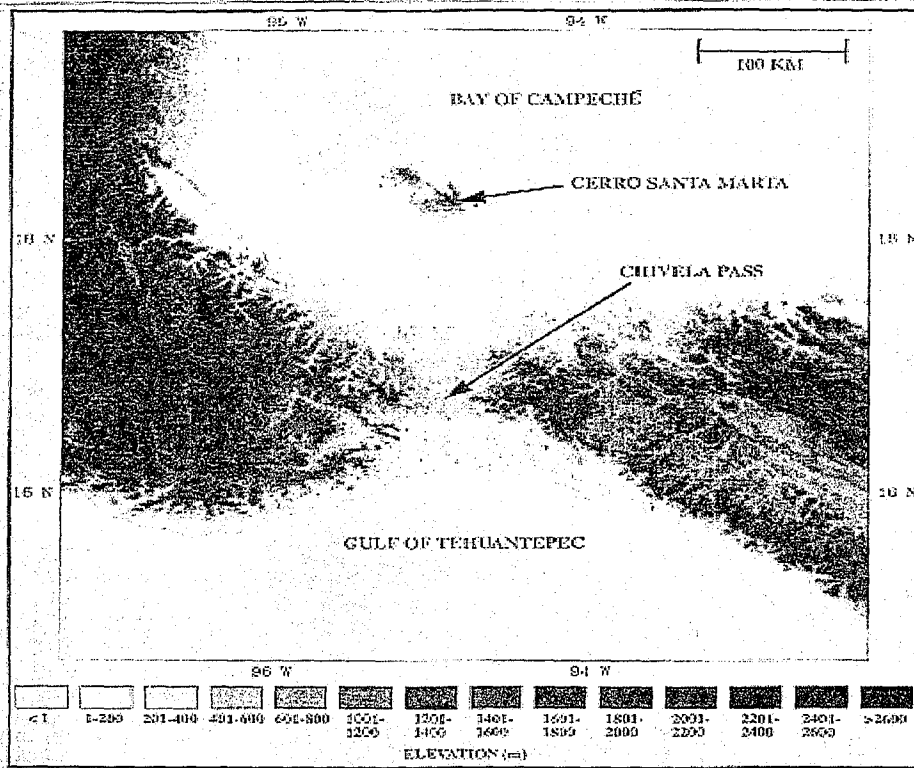 96 W 94 W
100 KM
BAY OF CAMPECHE
CERRO SANTA MARTA
18 N 18 N
CHIVELA PASS
16 N 16 N
GULF OF TEHUANTEPEC
96 W 94 W
<1 1-200 201-400 401-600 601-800 1001-1200 1201-1400 1401-1600 1601-1800 1801-2000 2001-2200 2201-2400 2401-2600 >2600
ELEVATION (m)